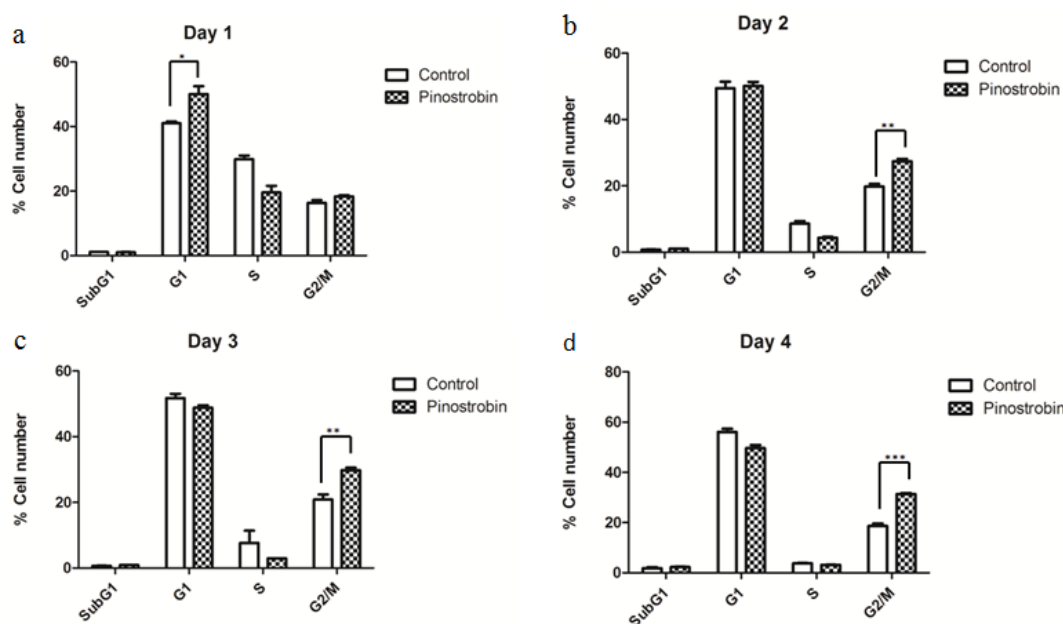 a
Day 1
*
60
40
20
0
% Cell number
SubG1
G1
S
G2/M
Control
Pinostrobin
b
Day 2
**
60
40
20
0
% Cell number
SubG1
G1
S
G2/M
Control
Pinostrobin
c
Day 3
**
60
40
20
0
% Cell number
SubG1
G1
S
G2/M
Control
Pinostrobin
d
Day 4
***
80
60
40
20
0
% Cell number
SubG1
G1
S
G2/M
Control
Pinostrobin